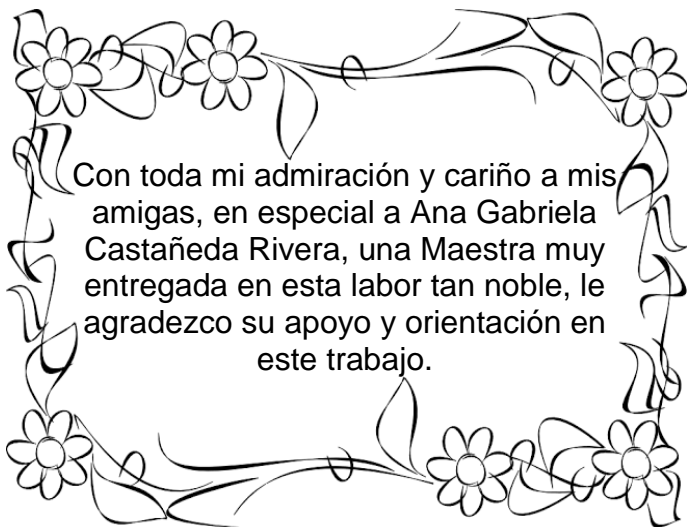 Con toda mi admiración y cariño a mis
amigas, en especial a Ana Gabriela
Castañeda Rivera, una Maestra muy
entregada en esta labor tan noble, le
agradezco su apoyo y orientación en
este trabajo.